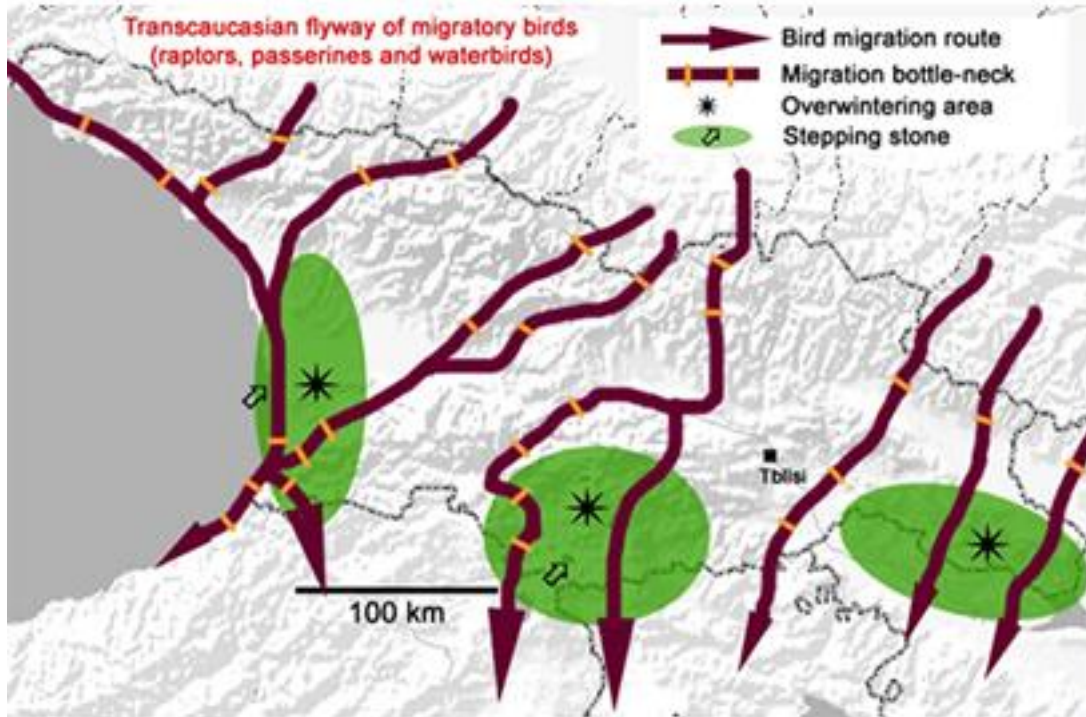 Transcaucasian flyway of migratory birds
(raptors, passerines and waterbirds)
Bird migration route
Migration bottle-neck
Overwintering area
Stepping stone
Tbilisi
100 km